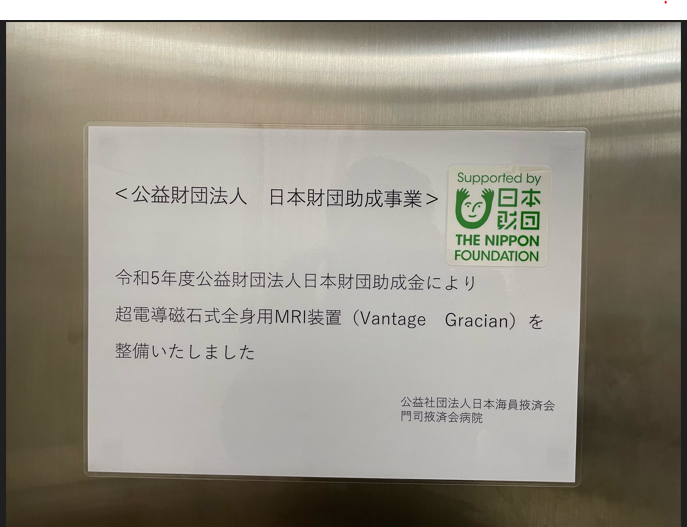 <公益財団法人　日本財団助成事業>
Supported by
日本
財団
THE NIPPON
FOUNDATION
令和5年度公益財団法人日本財団助成金により
超電導磁石式全身用MRI装置（Vantage　Gracian）を
整備いたしました
公益社団法人日本海員掖済会
門司掖済会病院